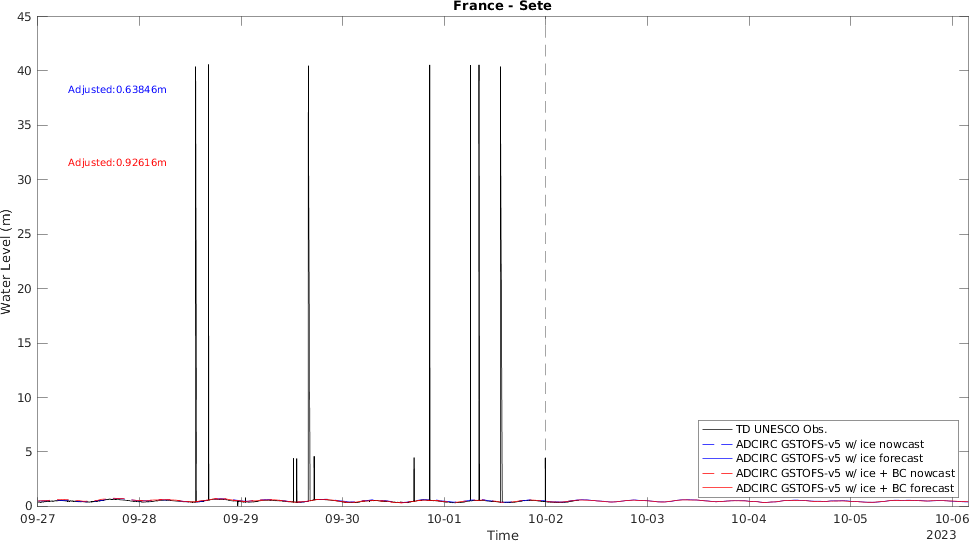 France - Sete
Water Level (m)
45
40
35
30
25
20
15
10
5
0
Adjusted:0.63846m
Adjusted:0.92616m
TD UNESCO Obs.
ADCIRC GSTOFS-v5 w/ ice nowcast
ADCIRC GSTOFS-v5 w/ ice forecast
ADCIRC GSTOFS-v5 w/ ice + BC nowcast
ADCIRC GSTOFS-v5 w/ ice + BC forecast
09-27 09-28 09-29 09-30 10-01 10-02 10-03 10-04 10-05 10-06
2023
Time